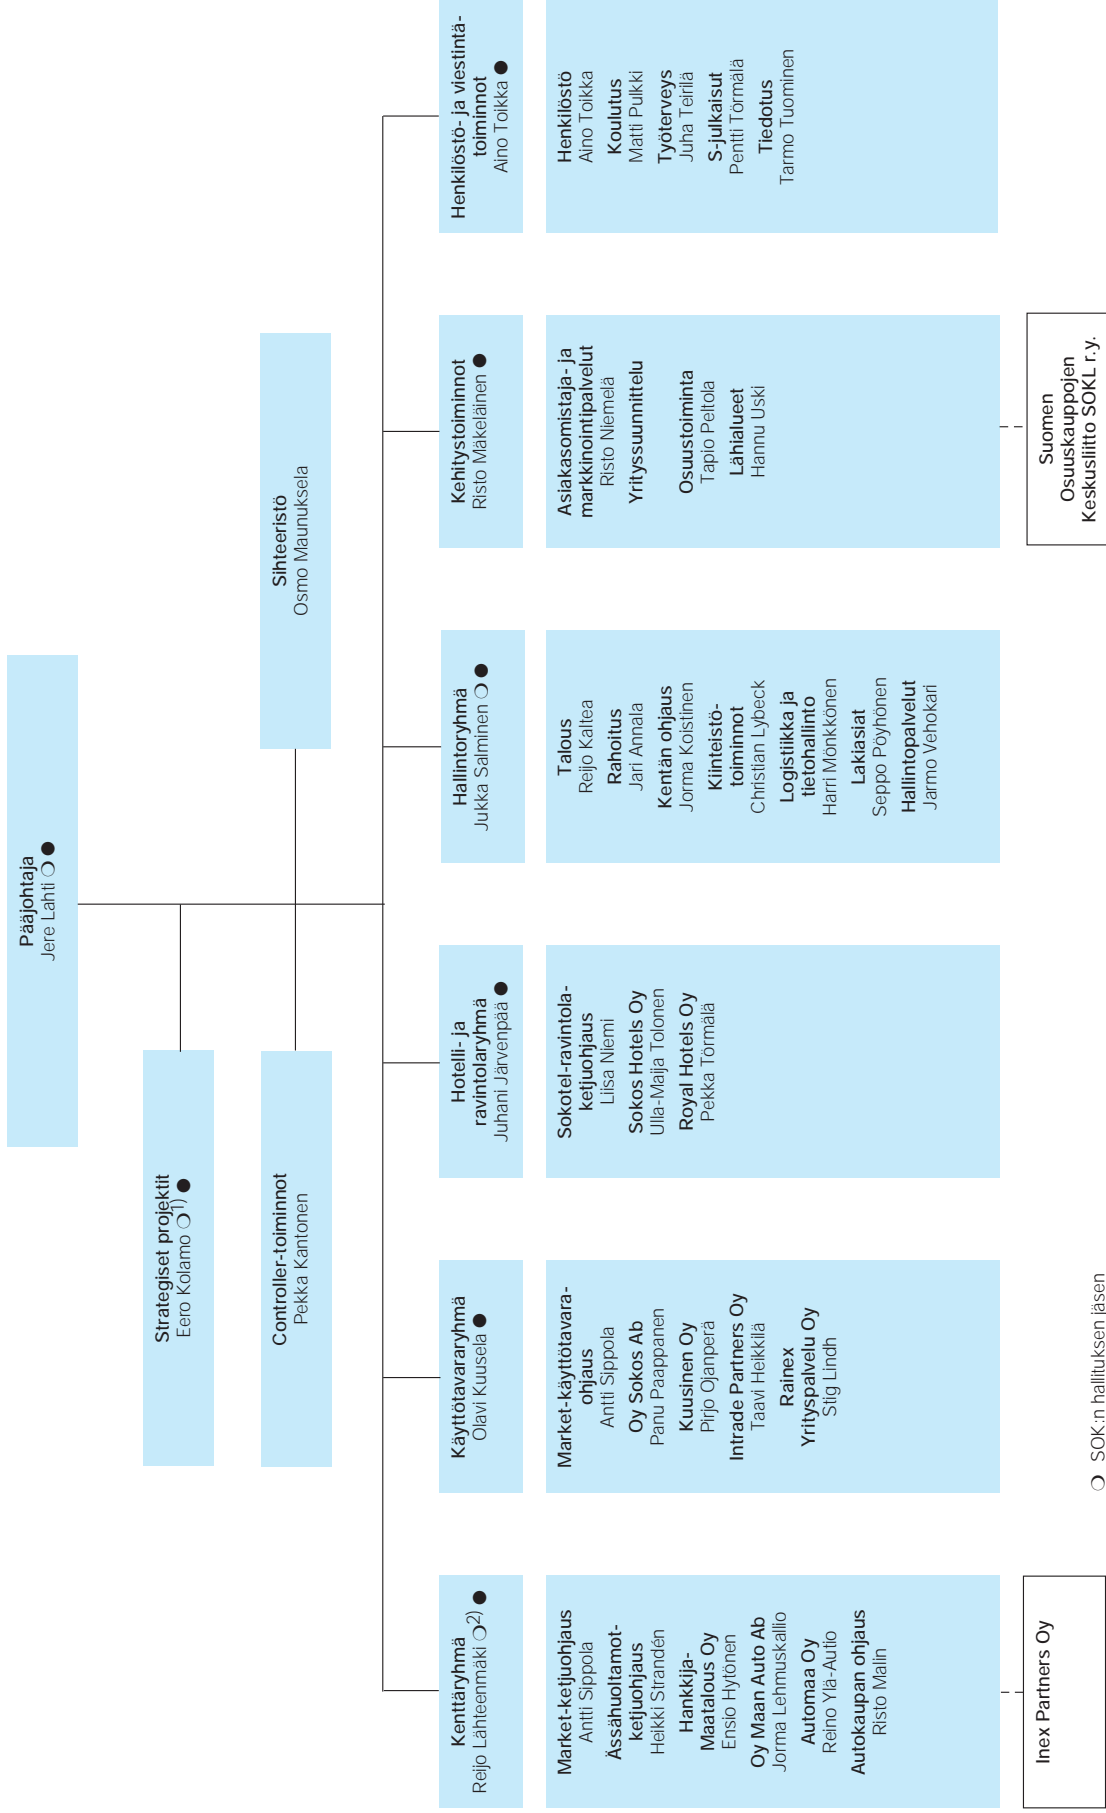 Pääjohtaja
Jere Lahti ❍ ●
Strategiset projektit
Eero Kolamo ❍1) ●
Controller-toiminnot
Pekka Kantonen
Sihteeristö
Osmo Maunuksela
Kenttäryhmä
Reijo Lähteenmäki ❍2) ●
Market-ketjuohjaus
Antti Sippola
Ässähuoltamot-
ketjuohjaus
Heikki Strandén
Hankkija-
Maatalous Oy
Ensio Hytönen
Oy Maan Auto Ab
Jorma Lehmuskallio
Automaa Oy
Reino Ylä-Autio
Autokaupan ohjaus
Risto Malin
Inex Partners Oy
Käyttötavararyhmä
Olavi Kuusela ●
Market-käyttötavara-
ohjaus
Antti Sippola
Oy Sokos Ab
Panu Paappanen
Kuusinen Oy
Pirjo Ojanperä
Intrade Partners Oy
Taavi Heikkilä
Rainex
Yrityspalvelu Oy
Stig Lindh
Hotelli- ja
ravintolaryhmä
Juhani Järvenpää ●
Sokotel-ravintola-
ketjuohjaus
Liisa Niemi
Sokos Hotels Oy
Ulla-Maija Tolonen
Royal Hotels Oy
Pekka Törmälä
Hallintoryhmä
Jukka Salminen ❍ ●
Talous
Reijo Kaltea
Rahoitus
Jari Annala
Kentän ohjaus
Jorma Koistinen
Kiinteistö-
toiminnot
Christian Lybeck
Logistiikka ja
tietohallinto
Harri Mönkkönen
Lakiasiat
Seppo Pöyhönen
Hallintopalvelut
Jarmo Vehokari
Kehitystoiminnot
Risto Mäkeläinen ●
Asiakasomistaja- ja
markkinointipalvelut
Risto Niemelä
Yrityssuunnittelu
Osuustoiminta
Tapio Peltola
Lähialueet
Hannu Uski
Suomen
Osuuskauppojen
Keskusliitto SOKL r.y.
Henkilöstö- ja viestintä-
toiminnot
Aino Toikka ●
Henkilöstö
Aino Toikka
Koulutus
Matti Pulkki
Työterveys
Juha Teirilä
S-julkaisut
Pentti Törmälä
Tiedotus
Tarmo Tuominen
❍ SOK:n hallituksen jäsen